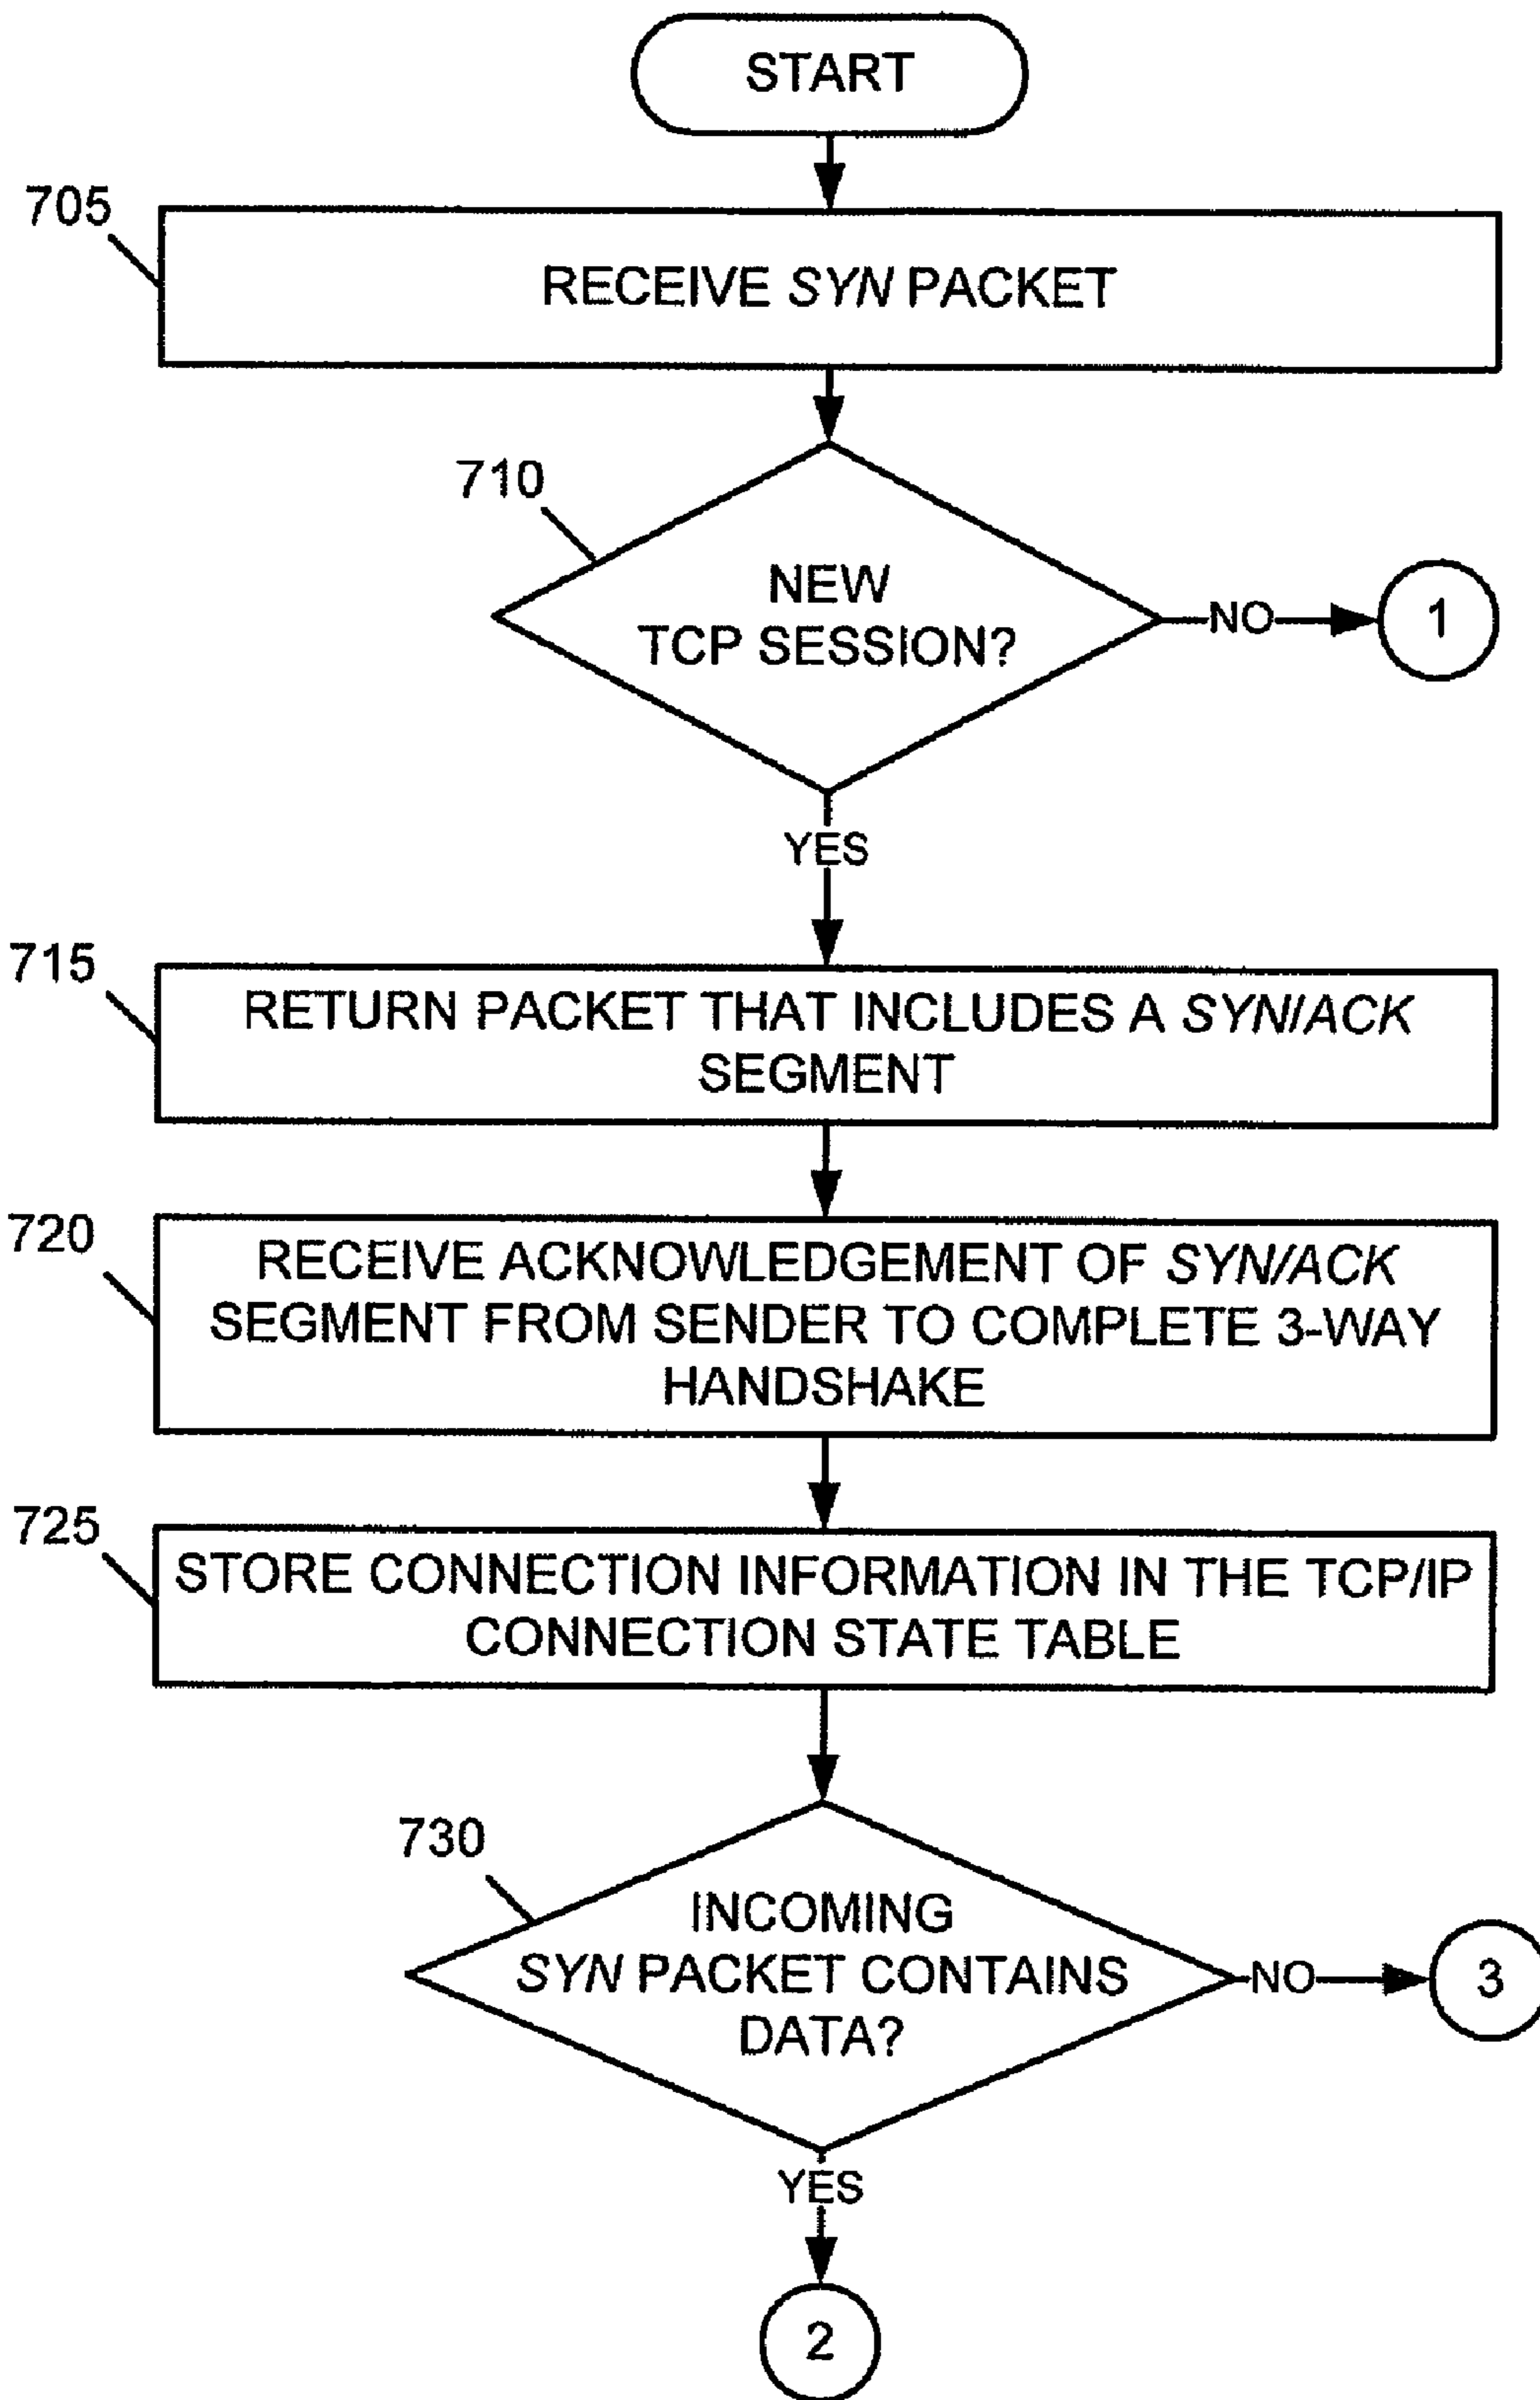 START
705
RECEIVE SYN PACKET
710
NEW
TCP SESSION?
NO
1
YES
715
RETURN PACKET THAT INCLUDES A SYN/ACK
SEGMENT
720
RECEIVE ACKNOWLEDGEMENT OF SYN/ACK
SEGMENT FROM SENDER TO COMPLETE 3-WAY
HANDSHAKE
725
STORE CONNECTION INFORMATION IN THE TCP/IP
CONNECTION STATE TABLE
730
INCOMING
SYN PACKET CONTAINS
DATA?
NO
3
YES
2